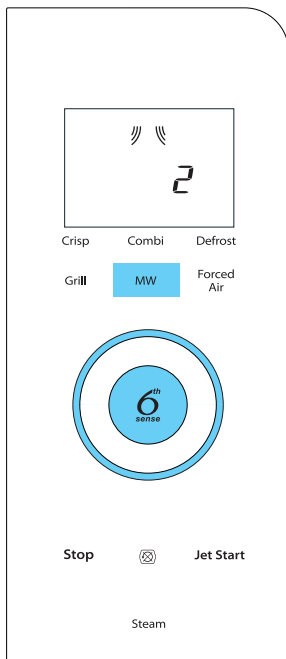 2
Crisp Combi Defrost
Grill MW Forced
Air
6th
sense
Stop Jet Start
Steam